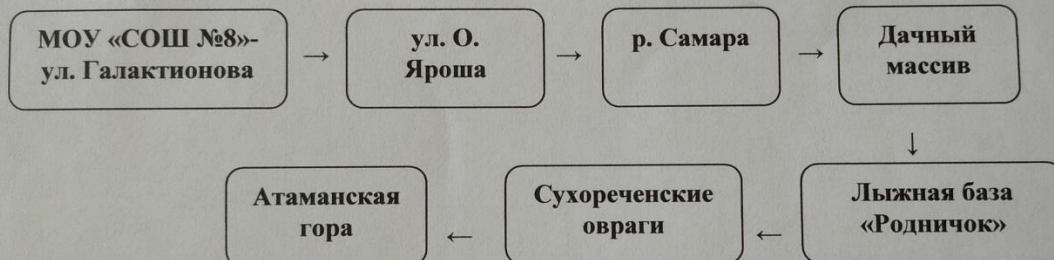 МОУ «СОШ №8»-
ул. Галактионова
→
ул. О.
Яроша
→
р. Самара
→
Дачный
массив
↓
Лыжная база
«Родничок»
←
Сухореченские
овраги
←
Атаманская
гора